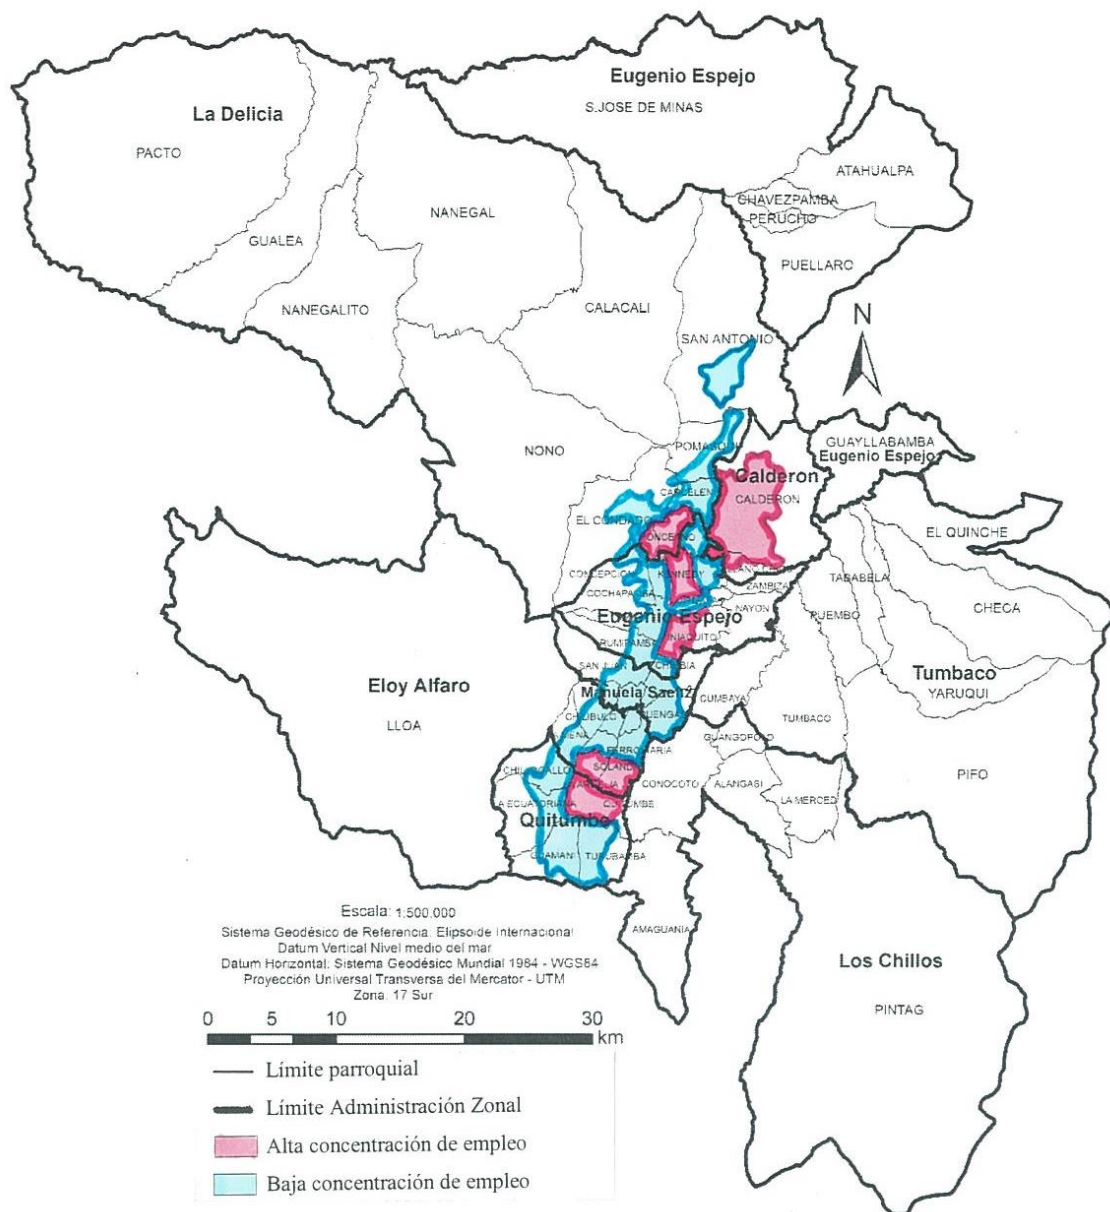 Eugenio Espejo
S.JOSE DE MINAS
La Delicia
PACTO
ATAHUALPA
CHAVEZPAMBA
PERUCHO
NANEGAL
GUALEA
PUELLARO
NANEGALITO
CALACALI
N
SAN ANTONIO
NONO
POMASQUI
GUAYLLABAMBA
Eugenio Espejo
Calderon
CALDERON
EL CONDADO
EL QUINCHE
CONCEPCION
KENNEDY
TABABELA
ZAMBIZA
COCHAPAMBA
NAYON
PUEMBO
CHECA
Eugenio Espejo
RUMIPAMBA
INIAQUITO
SAN JUAN
Eloy Alfaro
LLOA
Manuela Saenz
CUMBAYA
Tumbaco
YARUQUI
CHILIBULO
TUMBACO
GUANGOPOLO
FERROVIARIA
CONOCOTO
ALANGASI
PIFO
LA MERCED
Quitumbe
TURUBAMBA
AMAGUANIA
Los Chillos
PINTAG
Escala: 1:500.000
Sistema Geodésico de Referencia: Elipsoide Internacional
Datum Vertical Nivel medio del mar
Datum Horizontal: Sistema Geodésico Mundial 1984 - WGS84
Proyección Universal Transversa del Mercator - UTM
Zona: 17 Sur
0 5 10 20 30
km
Límite parroquial
Límite Administración Zonal
Alta concentración de empleo
Baja concentración de empleo